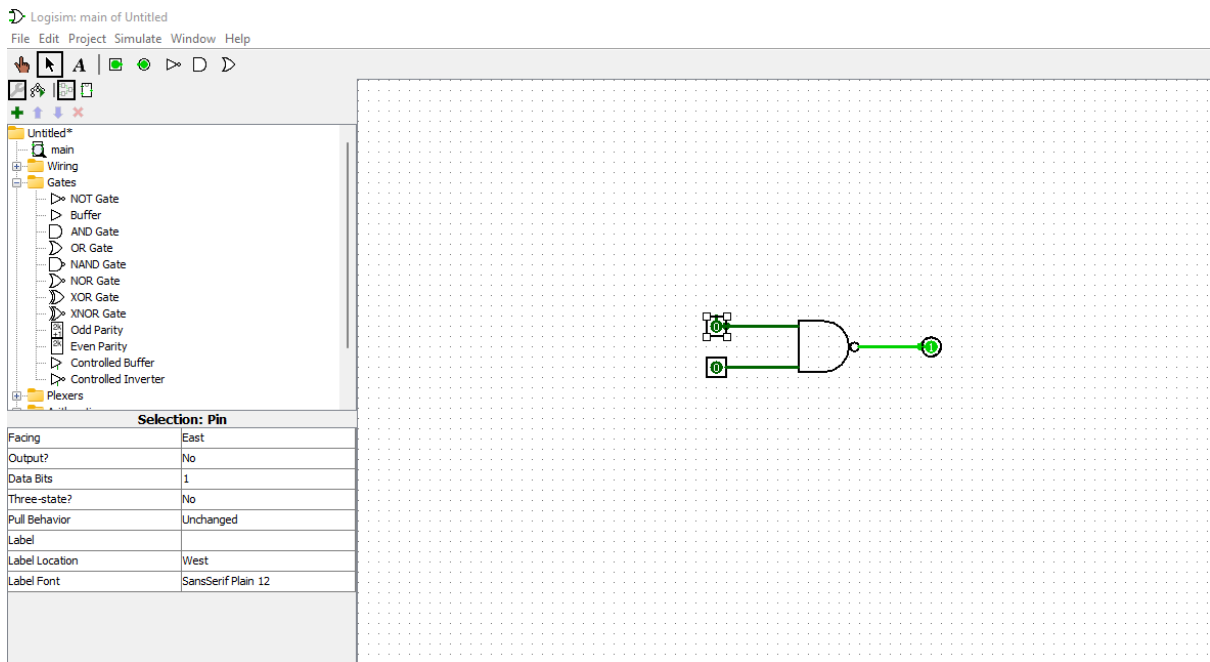 Logisim: main of Untitled
File Edit Project Simulate Window Help
A
Untitled*
main
Wiring
Gates
NOT Gate
Buffer
AND Gate
OR Gate
NAND Gate
NOR Gate
XOR Gate
XNOR Gate
2k+1 Odd Parity
2k Even Parity
Controlled Buffer
Controlled Inverter
Plexers
Selection: Pin
Facing East
Output? No
Data Bits 1
Three-state? No
Pull Behavior Unchanged
Label
Label Location West
Label Font SansSerif Plain 12
0
1
0